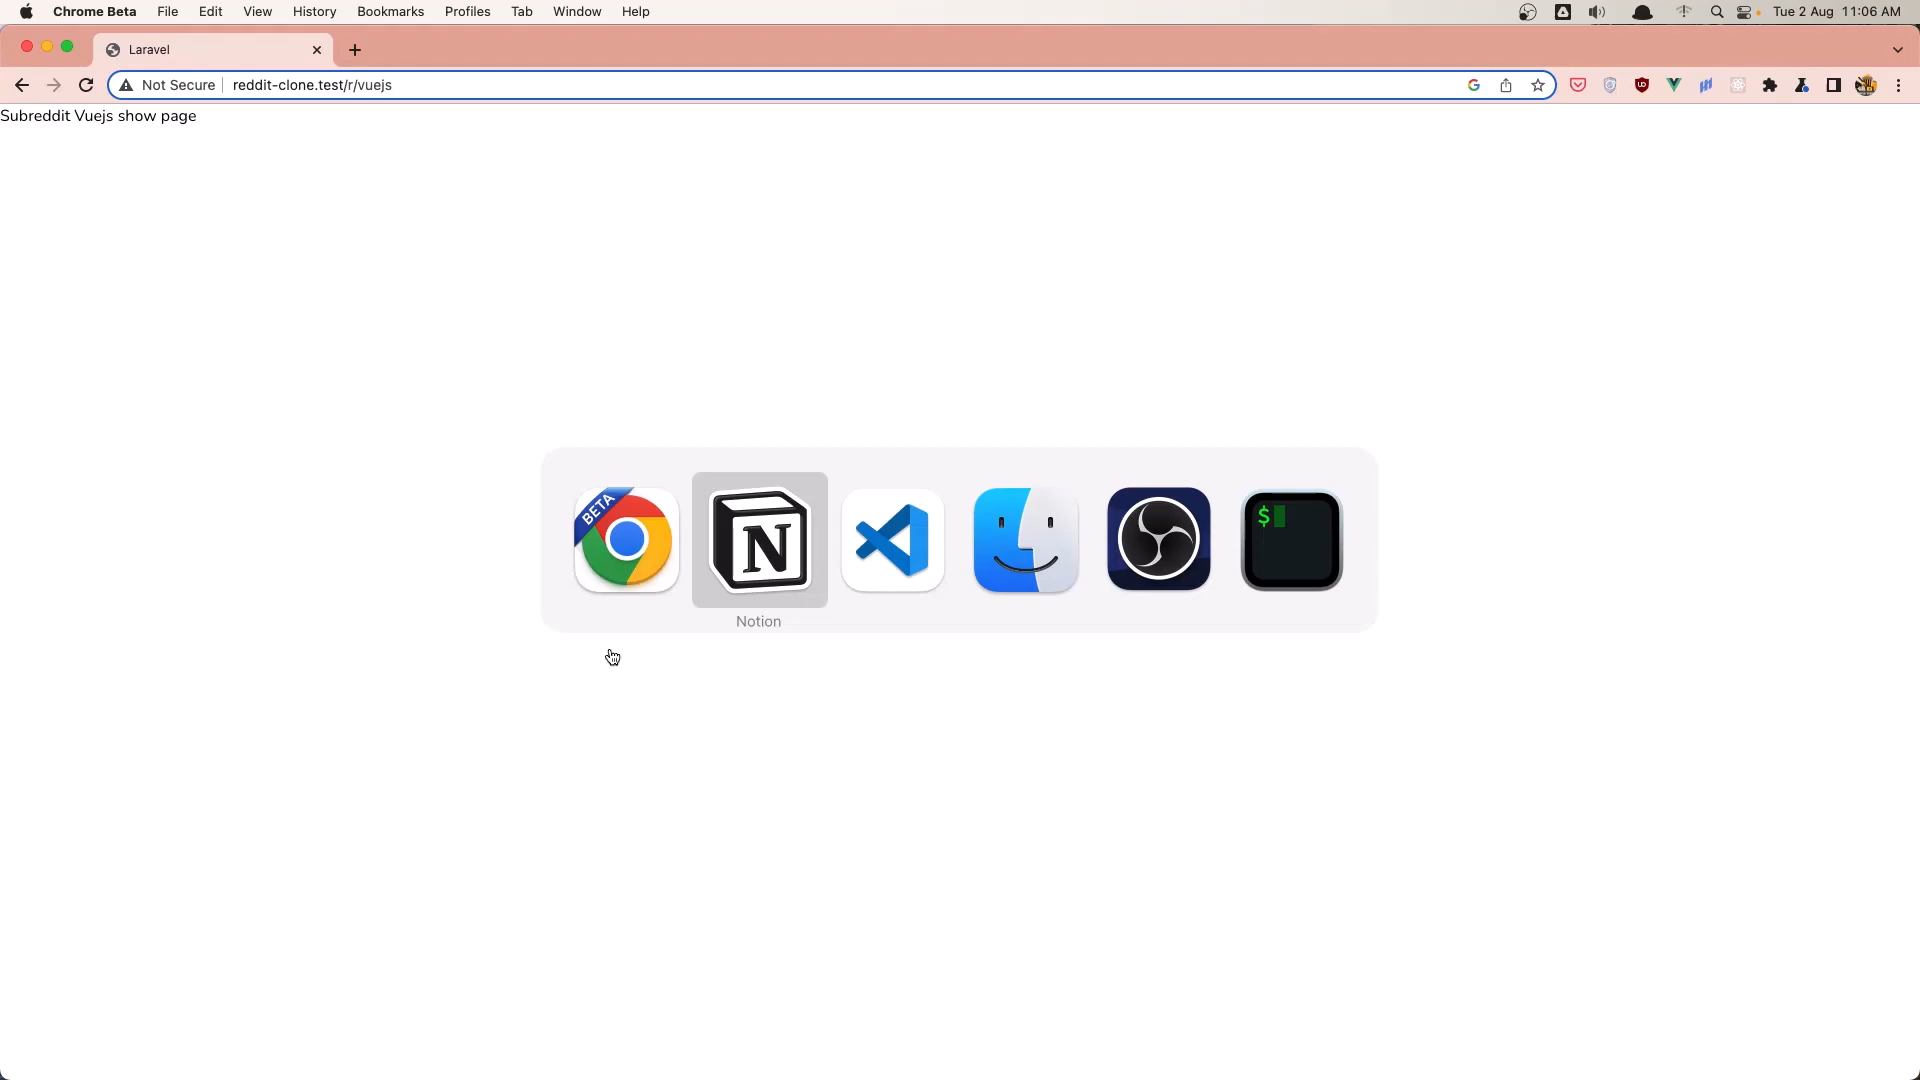 Chrome Beta File Edit View History Bookmarks Profiles Tab Window Help Tue 2 Aug 11:06 AM
Laravel
Not Secure reddit-clone.test/r/vuejs
Subreddit Vuejs show page
BETA
N
$
Notion